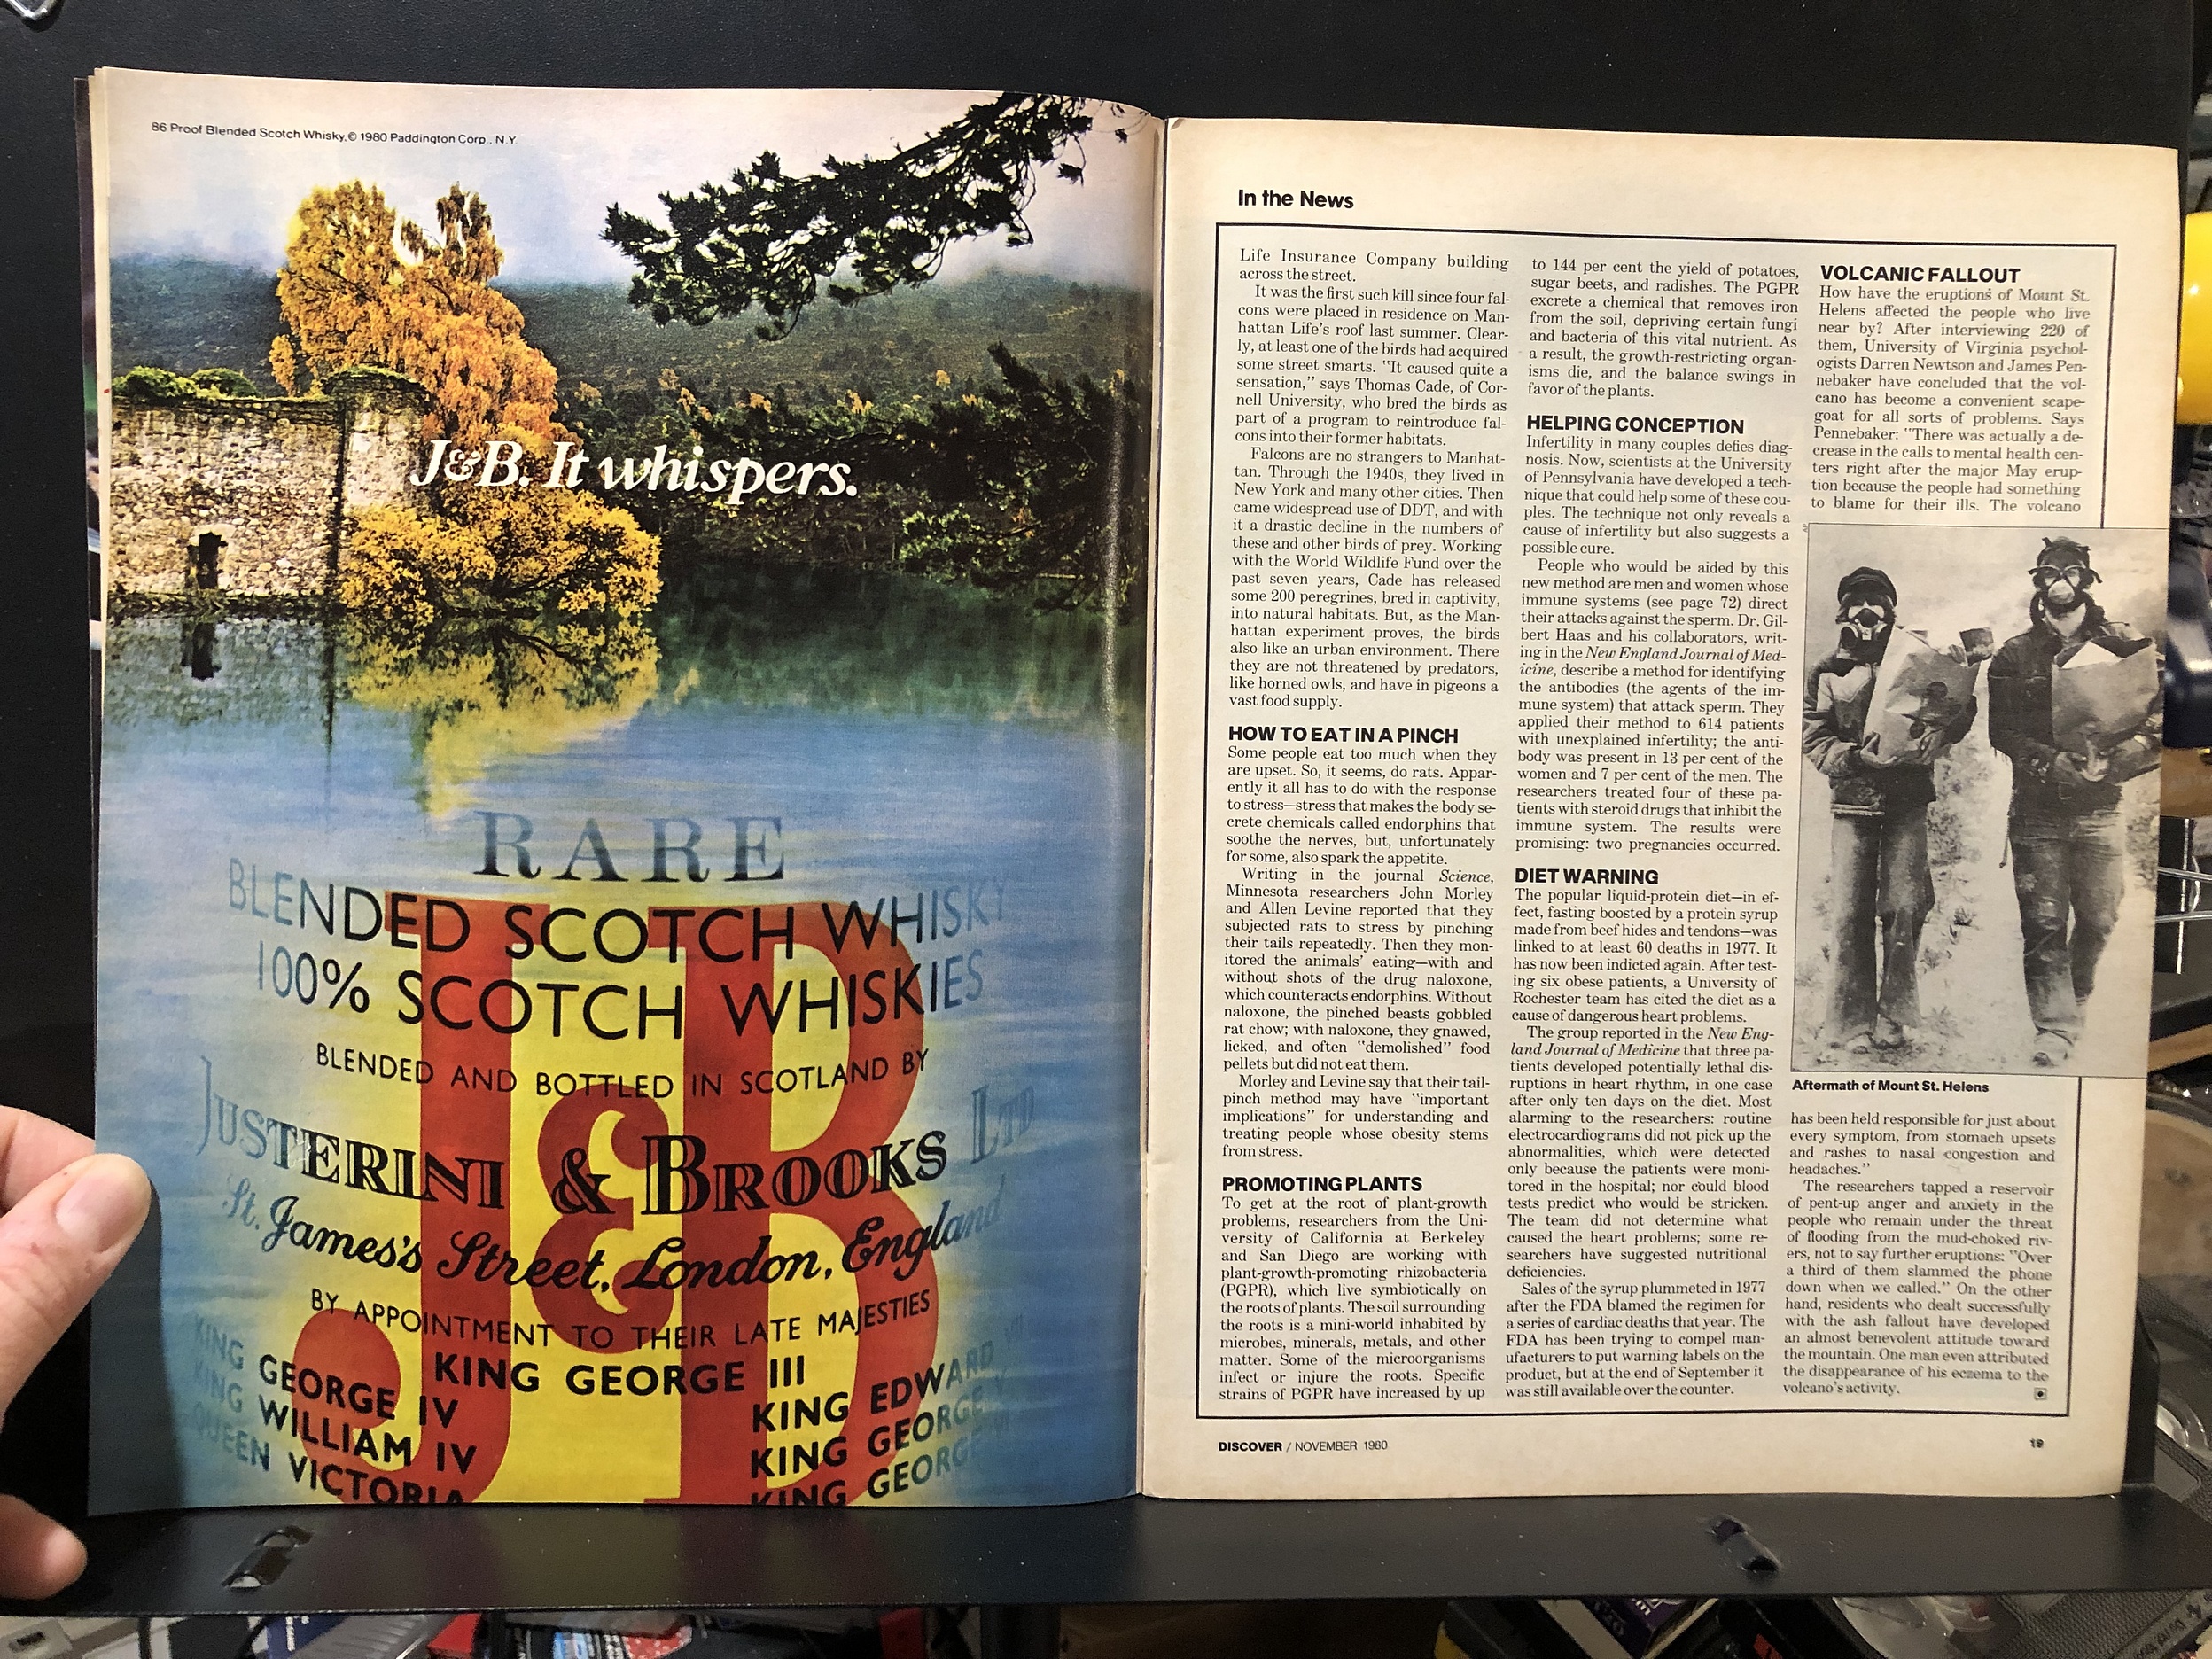 86 Proof Blended Scotch Whisky, © 1980 Paddington Corp., N.Y.
J&B. It whispers.
RARE
BLENDED SCOTCH WHISKY
100% SCOTCH WHISKIES
BLENDED AND BOTTLED IN SCOTLAND BY
JUSTERINI & BROOKS LTD
St. James's Street, London, England
BY APPOINTMENT TO THEIR LATE MAJESTIES
KING GEORGE III
KING GEORGE IV
KING WILLIAM IV
QUEEN VICTORIA
KING EDWARD VII
KING GEORGE V
KING GEORGE VI
J&B
In the News
Life Insurance Company building
across the street.
It was the first such kill since four fal-
cons were placed in residence on Man-
hattan Life's roof last summer. Clear-
ly, at least one of the birds had acquired
some street smarts. "It caused quite a
sensation," says Thomas Cade, of Cor-
nell University, who bred the birds as
part of a program to reintroduce fal-
cons into their former habitats.
Falcons are no strangers to Manhat-
tan. Through the 1940s, they lived in
New York and many other cities. Then
came widespread use of DDT, and with
it a drastic decline in the numbers of
these and other birds of prey. Working
with the World Wildlife Fund over the
past seven years, Cade has released
some 200 peregrines, bred in captivity,
into natural habitats. But, as the Man-
hattan experiment proves, the birds
also like an urban environment. There
they are not threatened by predators,
like horned owls, and have in pigeons a
vast food supply.
HOW TO EAT IN A PINCH
Some people eat too much when they
are upset. So, it seems, do rats. Appar-
ently it all has to do with the response
to stress—stress that makes the body se-
crete chemicals called endorphins that
soothe the nerves, but, unfortunately
for some, also spark the appetite.
Writing in the journal Science,
Minnesota researchers John Morley
and Allen Levine reported that they
subjected rats to stress by pinching
their tails repeatedly. Then they mon-
itored the animals' eating—with and
without shots of the drug naloxone,
which counteracts endorphins. Without
naloxone, the pinched beasts gobbled
rat chow; with naloxone, they gnawed,
licked, and often "demolished" food
pellets but did not eat them.
Morley and Levine say that their tail-
pinch method may have "important
implications" for understanding and
treating people whose obesity stems
from stress.
PROMOTING PLANTS
To get at the root of plant-growth
problems, researchers from the Uni-
versity of California at Berkeley
and San Diego are working with
plant-growth-promoting rhizobacteria
(PGPR), which live symbiotically on
the roots of plants. The soil surrounding
the roots is a mini-world inhabited by
microbes, minerals, metals, and other
matter. Some of the microorganisms
infect or injure the roots. Specific
strains of PGPR have increased by up
to 144 per cent the yield of potatoes,
sugar beets, and radishes. The PGPR
excrete a chemical that removes iron
from the soil, depriving certain fungi
and bacteria of this vital nutrient. As
a result, the growth-restricting organ-
isms die, and the balance swings in
favor of the plants.
HELPING CONCEPTION
Infertility in many couples defies diag-
nosis. Now, scientists at the University
of Pennsylvania have developed a tech-
nique that could help some of these cou-
ples. The technique not only reveals a
cause of infertility but also suggests a
possible cure.
People who would be aided by this
new method are men and women whose
immune systems (see page 72) direct
their attacks against the sperm. Dr. Gil-
bert Haas and his collaborators, writ-
ing in the New England Journal of Med-
icine, describe a method for identifying
the antibodies (the agents of the im-
mune system) that attack sperm. They
applied their method to 614 patients
with unexplained infertility; the anti-
body was present in 13 per cent of the
women and 7 per cent of the men. The
researchers treated four of these pa-
tients with steroid drugs that inhibit the
immune system. The results were
promising: two pregnancies occurred.
DIET WARNING
The popular liquid-protein diet—in ef-
fect, fasting boosted by a protein syrup
made from beef hides and tendons—was
linked to at least 60 deaths in 1977. It
has now been indicted again. After test-
ing six obese patients, a University of
Rochester team has cited the diet as a
cause of dangerous heart problems.
The group reported in the New Eng-
land Journal of Medicine that three pa-
tients developed potentially lethal dis-
ruptions in heart rhythm, in one case
after only ten days on the diet. Most
alarming to the researchers: routine
electrocardiograms did not pick up the
abnormalities, which were detected
only because the patients were moni-
tored in the hospital; nor could blood
tests predict who would be stricken.
The team did not determine what
caused the heart problems; some re-
searchers have suggested nutritional
deficiencies.
Sales of the syrup plummeted in 1977
after the FDA blamed the regimen for
a series of cardiac deaths that year. The
FDA has been trying to compel man-
ufacturers to put warning labels on the
product, but at the end of September it
was still available over the counter.
VOLCANIC FALLOUT
How have the eruptions of Mount St.
Helens affected the people who live
near by? After interviewing 220 of
them, University of Virginia psychol-
ogists Darren Newtson and James Pen-
nebaker have concluded that the vol-
cano has become a convenient scape-
goat for all sorts of problems. Says
Pennebaker: "There was actually a de-
crease in the calls to mental health cen-
ters right after the major May erup-
tion because the people had something
to blame for their ills. The volcano
Aftermath of Mount St. Helens
has been held responsible for just about
every symptom, from stomach upsets
and rashes to nasal congestion and
headaches."
The researchers tapped a reservoir
of pent-up anger and anxiety in the
people who remain under the threat
of flooding from the mud-choked riv-
ers, not to say further eruptions: "Over
a third of them slammed the phone
down when we called." On the other
hand, residents who dealt successfully
with the ash fallout have developed
an almost benevolent attitude toward
the mountain. One man even attributed
the disappearance of his eczema to the
volcano's activity.
DISCOVER / NOVEMBER 1980
19